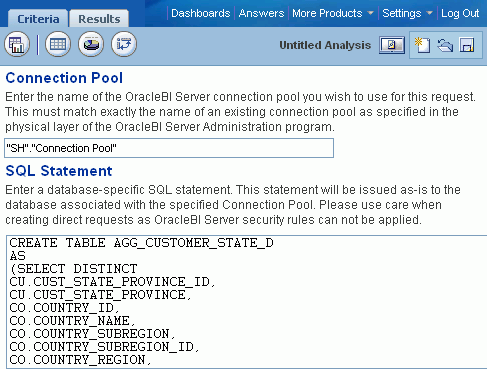 Criteria
Results
Dashboards Answers More Products Settings Log Out
Untitled Analysis
Connection Pool
Enter the name of the OracleBI Server connection pool you wish to use for this request.
This must match exactly the name of an existing connection pool as specified in the
physical layer of the OracleBI Server Administration program.
"SH"."Connection Pool"
SQL Statement
Enter a database-specific SQL statement. This statement will be issued as-is to the
database associated with the specified Connection Pool. Please use care when
creating direct requests as OracleBI Server security rules can not be applied.
CREATE TABLE AGG_CUSTOMER_STATE_D
AS
(SELECT DISTINCT
CU.CUST_STATE_PROVINCE_ID,
CU.CUST_STATE_PROVINCE,
CO.COUNTRY_ID,
CO.COUNTRY_NAME,
CO.COUNTRY_SUBREGION,
CO.COUNTRY_SUBREGION_ID,
CO.COUNTRY_REGION,